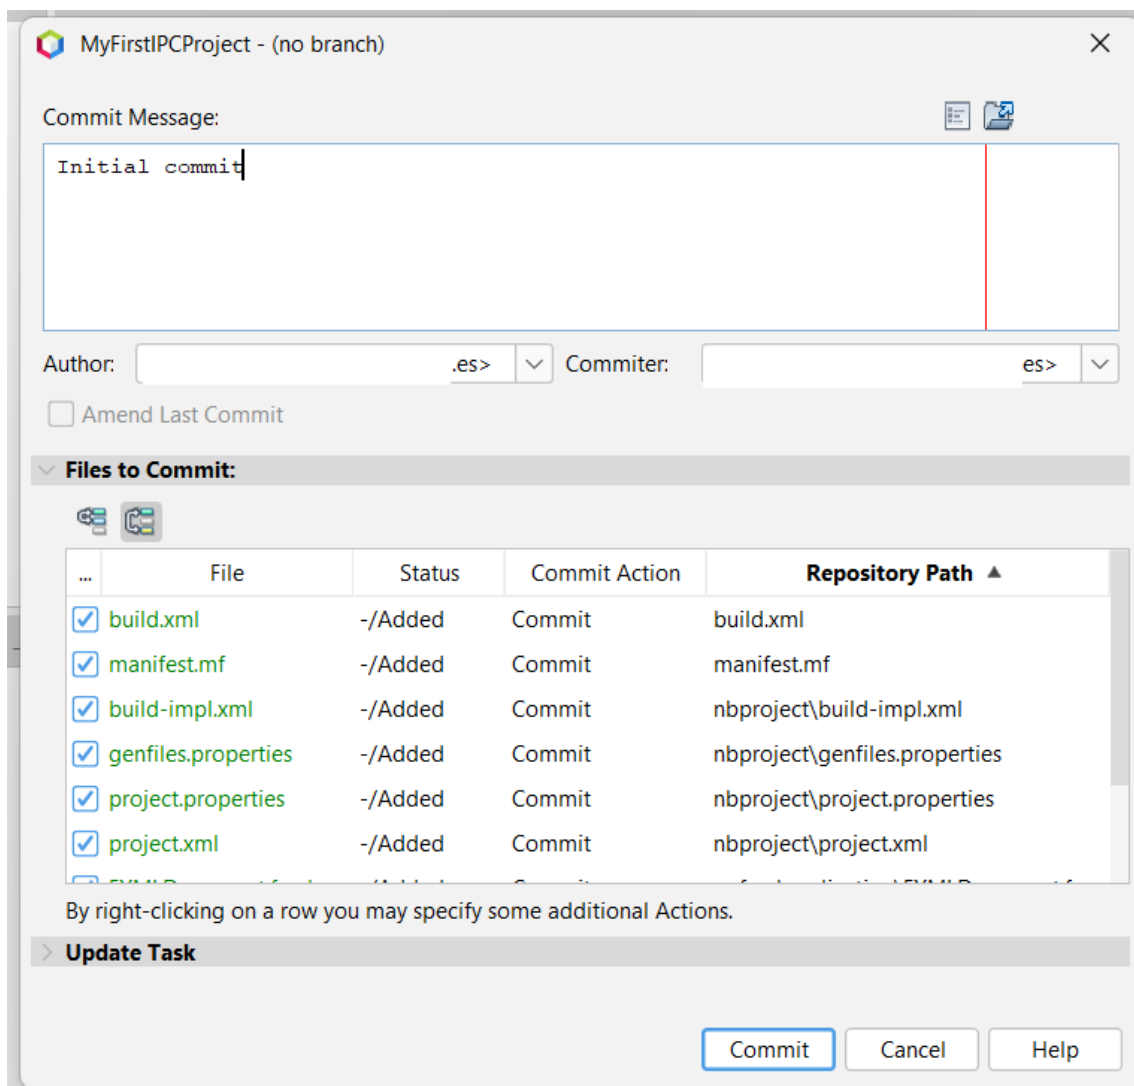 MyFirstIPCProject - (no branch)
Commit Message:
Initial commit
Author: .es> Commiter: es>
Amend Last Commit
Files to Commit:
... File Status Commit Action Repository Path
build.xml -/Added Commit build.xml
manifest.mf -/Added Commit manifest.mf
build-impl.xml -/Added Commit nbproject\build-impl.xml
genfiles.properties -/Added Commit nbproject\genfiles.properties
project.properties -/Added Commit nbproject\project.properties
project.xml -/Added Commit nbproject\project.xml
By right-clicking on a row you may specify some additional Actions.
Update Task
Commit Cancel Help